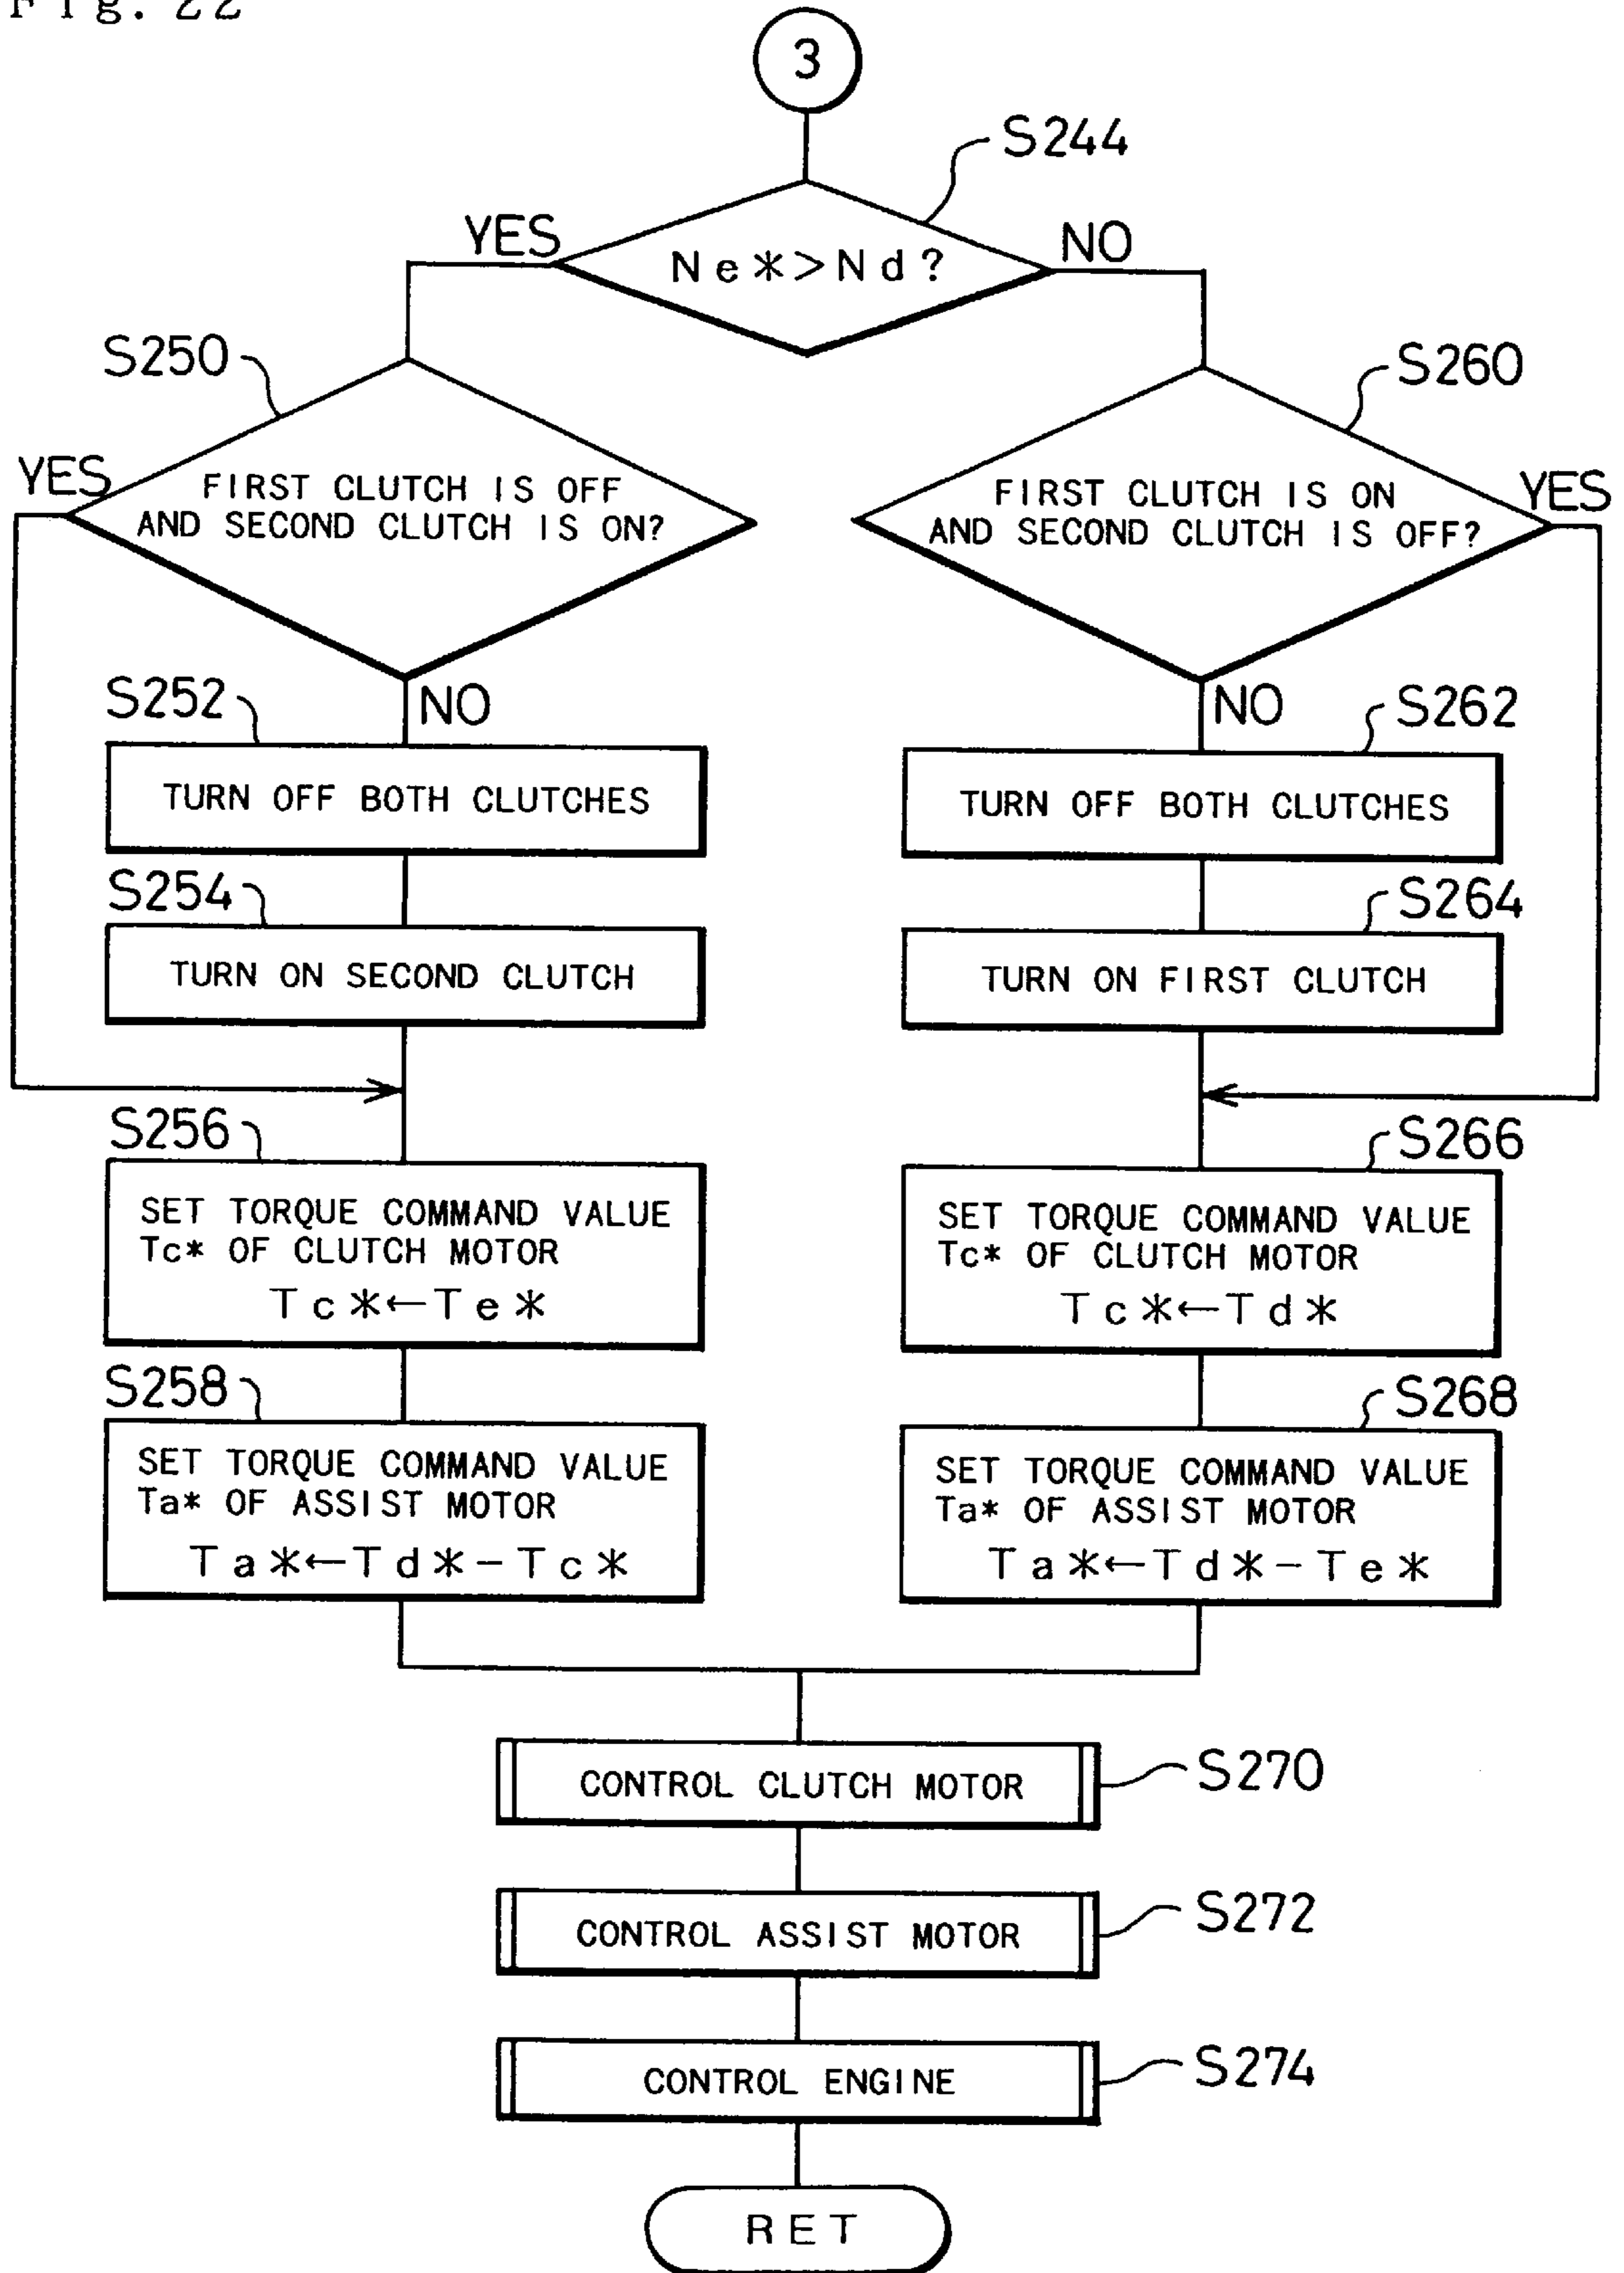 Fig. 22
3
S244
YES
NO
Ne*>Nd?
S250
S260
YES
FIRST CLUTCH IS OFF
AND SECOND CLUTCH IS ON?
FIRST CLUTCH IS ON
AND SECOND CLUTCH IS OFF?
YES
S252
NO
NO
S262
TURN OFF BOTH CLUTCHES
TURN OFF BOTH CLUTCHES
S254
S264
TURN ON SECOND CLUTCH
TURN ON FIRST CLUTCH
S256
S266
SET TORQUE COMMAND VALUE
Tc* OF CLUTCH MOTOR
Tc*←Te*
SET TORQUE COMMAND VALUE
Tc* OF CLUTCH MOTOR
Tc*←Td*
S258
S268
SET TORQUE COMMAND VALUE
Ta* OF ASSIST MOTOR
Ta*←Td*-Tc*
SET TORQUE COMMAND VALUE
Ta* OF ASSIST MOTOR
Ta*←Td*-Te*
CONTROL CLUTCH MOTOR
S270
CONTROL ASSIST MOTOR
S272
CONTROL ENGINE
S274
RET